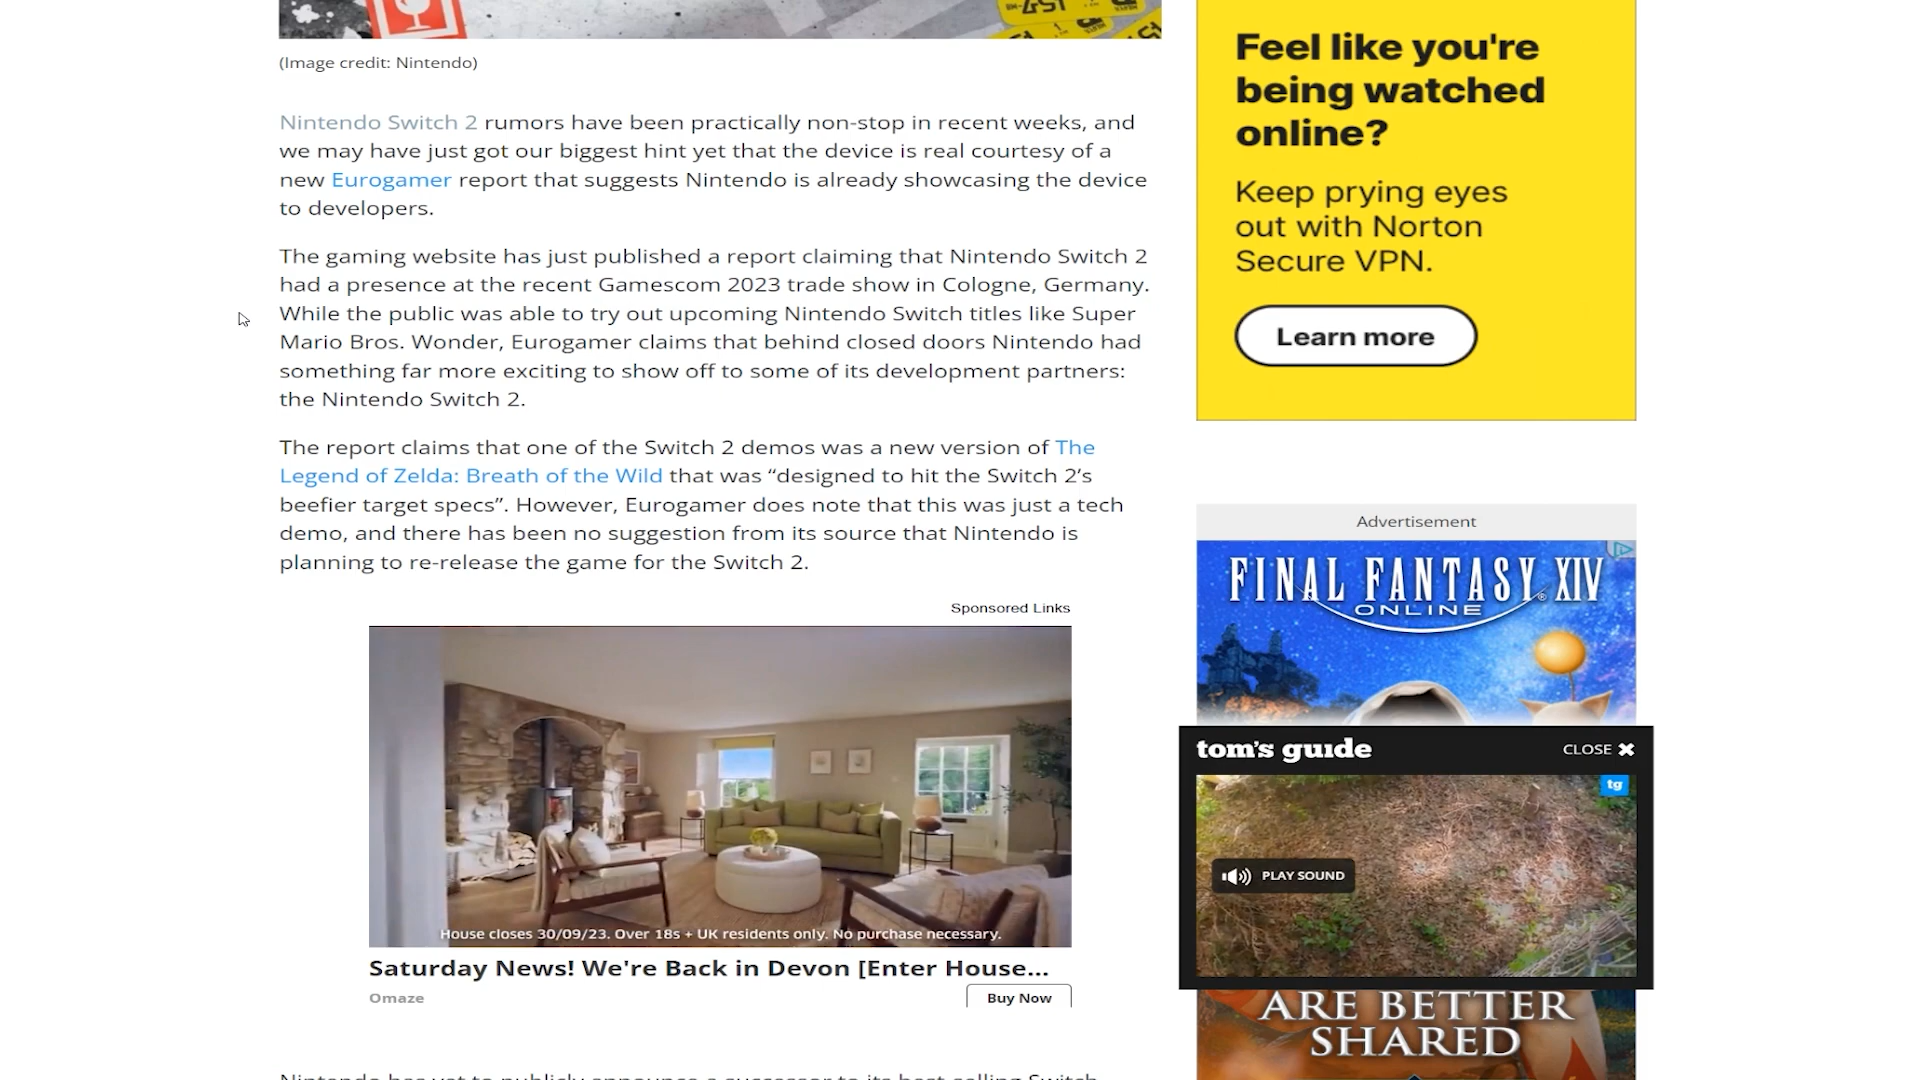 (Image credit: Nintendo)
Nintendo Switch 2 rumors have been practically non-stop in recent weeks, and
we may have just got our biggest hint yet that the device is real courtesy of a
new Eurogamer report that suggests Nintendo is already showcasing the device
to developers.
The gaming website has just published a report claiming that Nintendo Switch 2
had a presence at the recent Gamescom 2023 trade show in Cologne, Germany.
While the public was able to try out upcoming Nintendo Switch titles like Super
Mario Bros. Wonder, Eurogamer claims that behind closed doors Nintendo had
something far more exciting to show off to some of its development partners:
the Nintendo Switch 2.
The report claims that one of the Switch 2 demos was a new version of The
Legend of Zelda: Breath of the Wild that was “designed to hit the Switch 2’s
beefier target specs”. However, Eurogamer does note that this was just a tech
demo, and there has been no suggestion from its source that Nintendo is
planning to re-release the game for the Switch 2.
Sponsored Links
House closes 30/09/23. Over 18s + UK residents only. No purchase necessary.
Saturday News! We're Back in Devon [Enter House...
Omaze
Buy Now
Nintendo has yet to publicly announce a successor to its best-selling Switch
Feel like you're
being watched
online?
Keep prying eyes
out with Norton
Secure VPN.
Learn more
Advertisement
FINAL FANTASY XIV
ONLINE
tom's guide
CLOSE ✖
tg
PLAY SOUND
ARE BETTER
SHARED